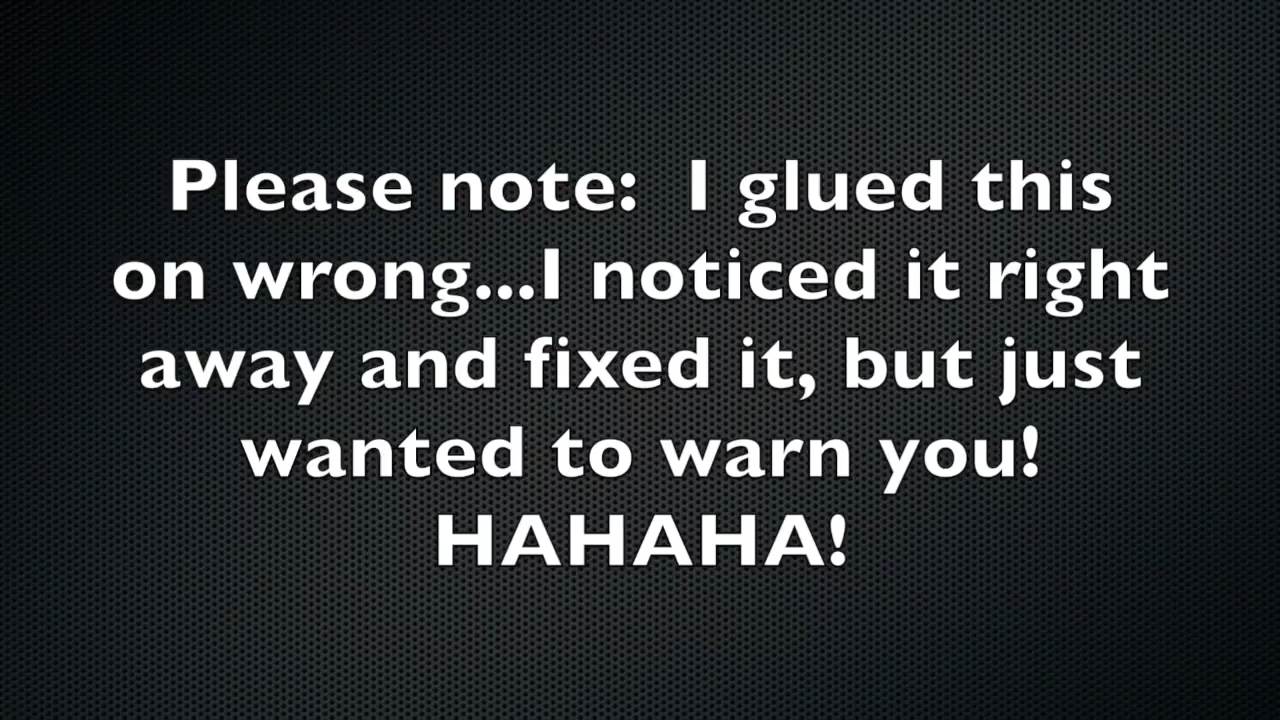 Please note:  I glued this
on wrong...I noticed it right
away and fixed it, but just
wanted to warn you!
HAHAHA!